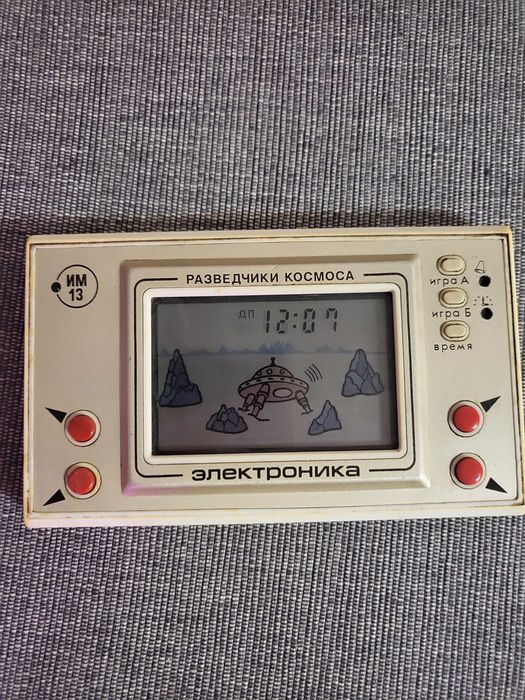 ИМ
13
РАЗВЕДЧИКИ КОСМОСА
игра А
игра Б
время
ДП 12:07
электроника